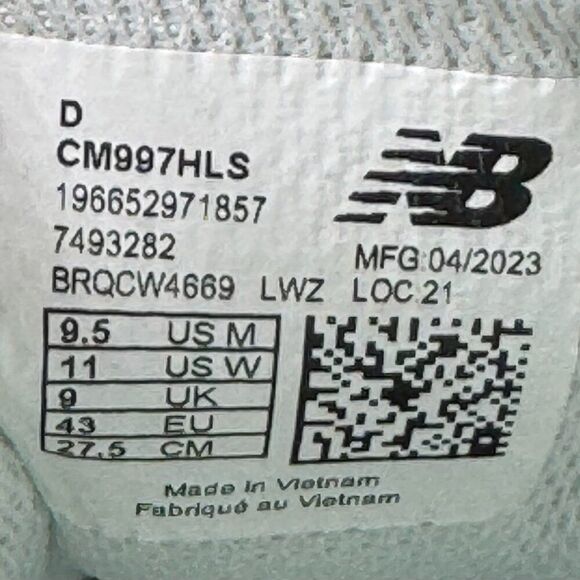 D
CM997HLS
196652971857
7493282
BRQCW4669 LWZ
NB
MFG:04/2023
LOC:21
9.5 US M
11 US W
9 UK
43 EU
27.5 CM
Made in Vietnam
Fabriqué au Vietnam